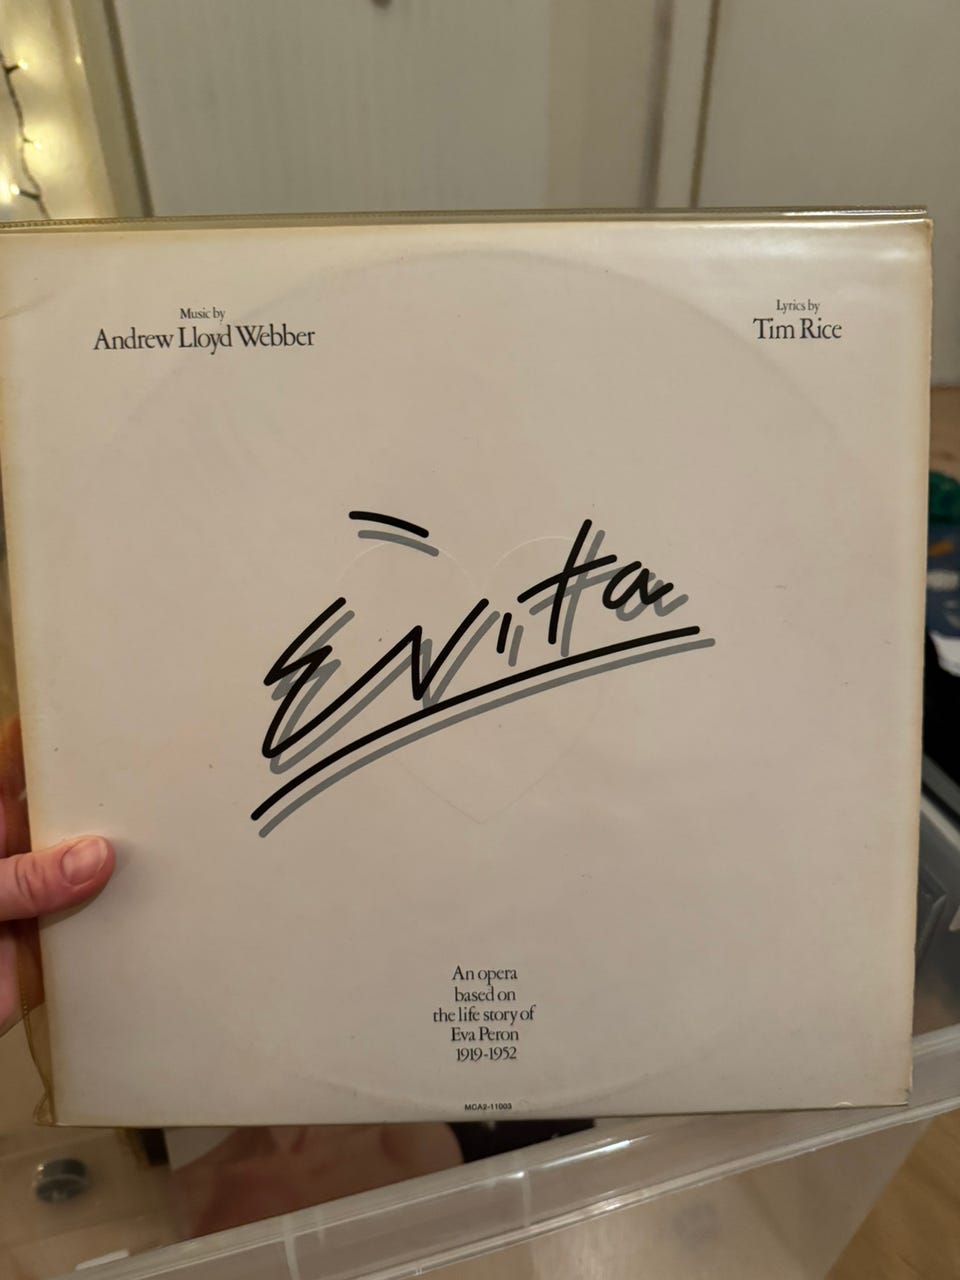 Music by
Andrew Lloyd Webber
Lyrics by
Tim Rice
Evita
An opera
based on
the life story of
Eva Peron
1919-1952
MCA2-11003